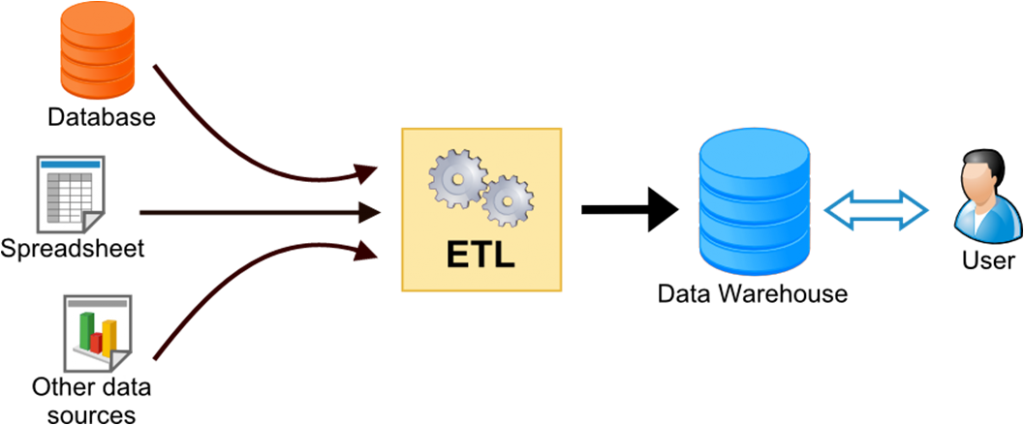 Database
Spreadsheet
Other data
sources
ETL
Data Warehouse
User